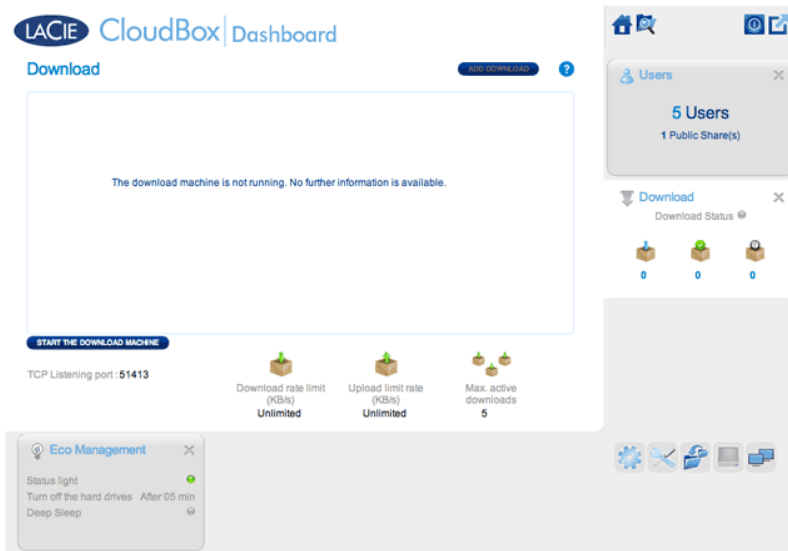 LACIE CloudBox Dashboard
Download
ADD DOWNLOAD
?
The download machine is not running. No further information is available.
START THE DOWNLOAD MACHINE
TCP Listening port : 51413
Download rate limit
(KB/s)
Unlimited
Upload limit rate
(KB/s)
Unlimited
Max. active
downloads
5
Users
5 Users
1 Public Share(s)
Download
Download Status
0
0
0
Eco Management
Status light
Turn off the hard drives After 05 min
Deep Sleep